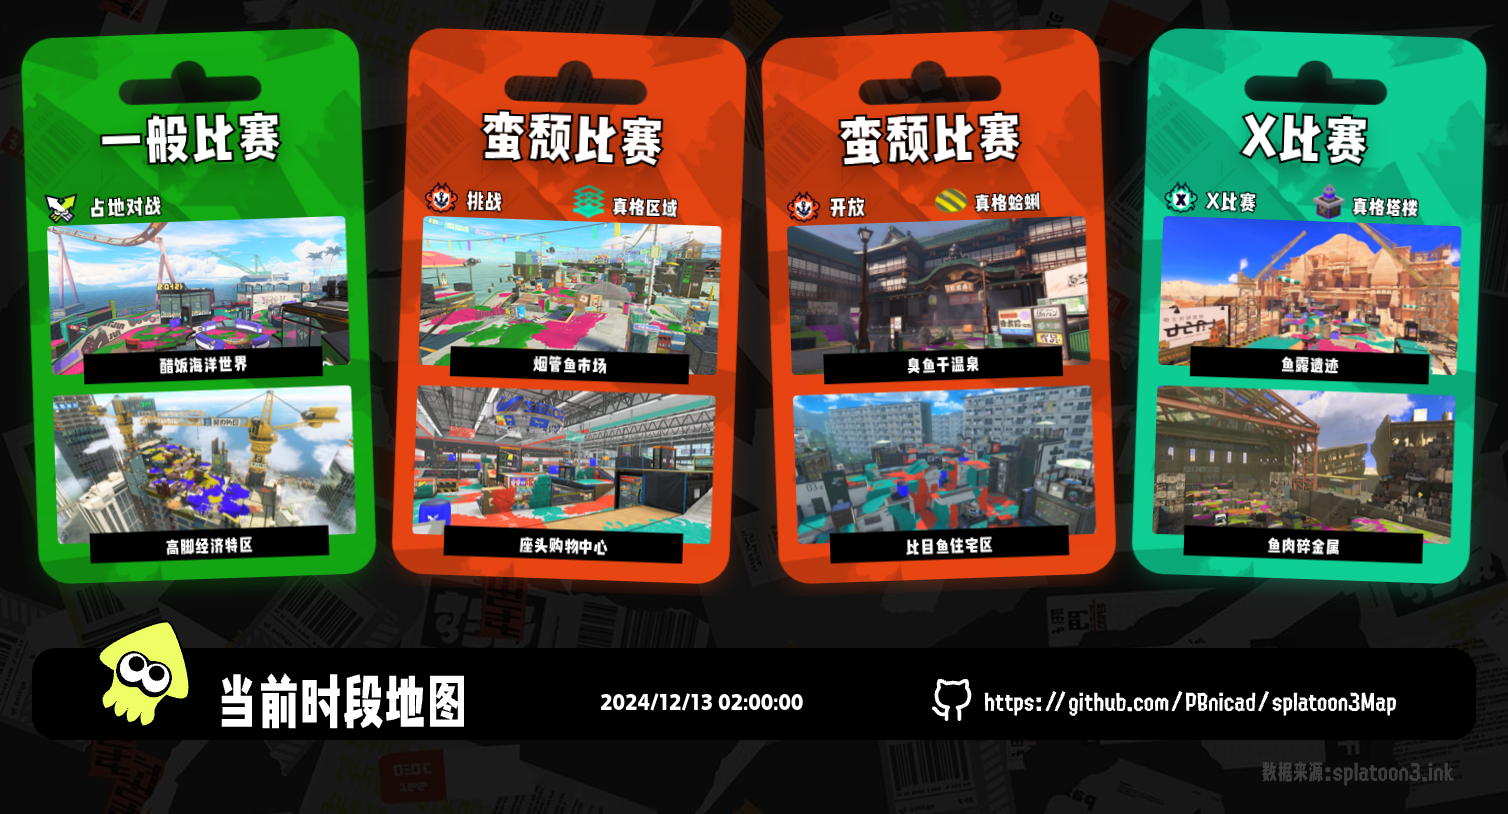 一般比赛
占地对战
醋饭海洋世界
高脚经济特区
蛮颓比赛
挑战
真格区域
烟管鱼市场
座头购物中心
蛮颓比赛
开放
真格蛤蜊
臭鱼干温泉
比目鱼住宅区
X比赛
X比赛
真格塔楼
鱼露遗迹
鱼肉碎金属
当前时段地图
2024/12/13 02:00:00
https://github.com/PBnicad/splatoon3Map
数据来源:splatoon3.ink